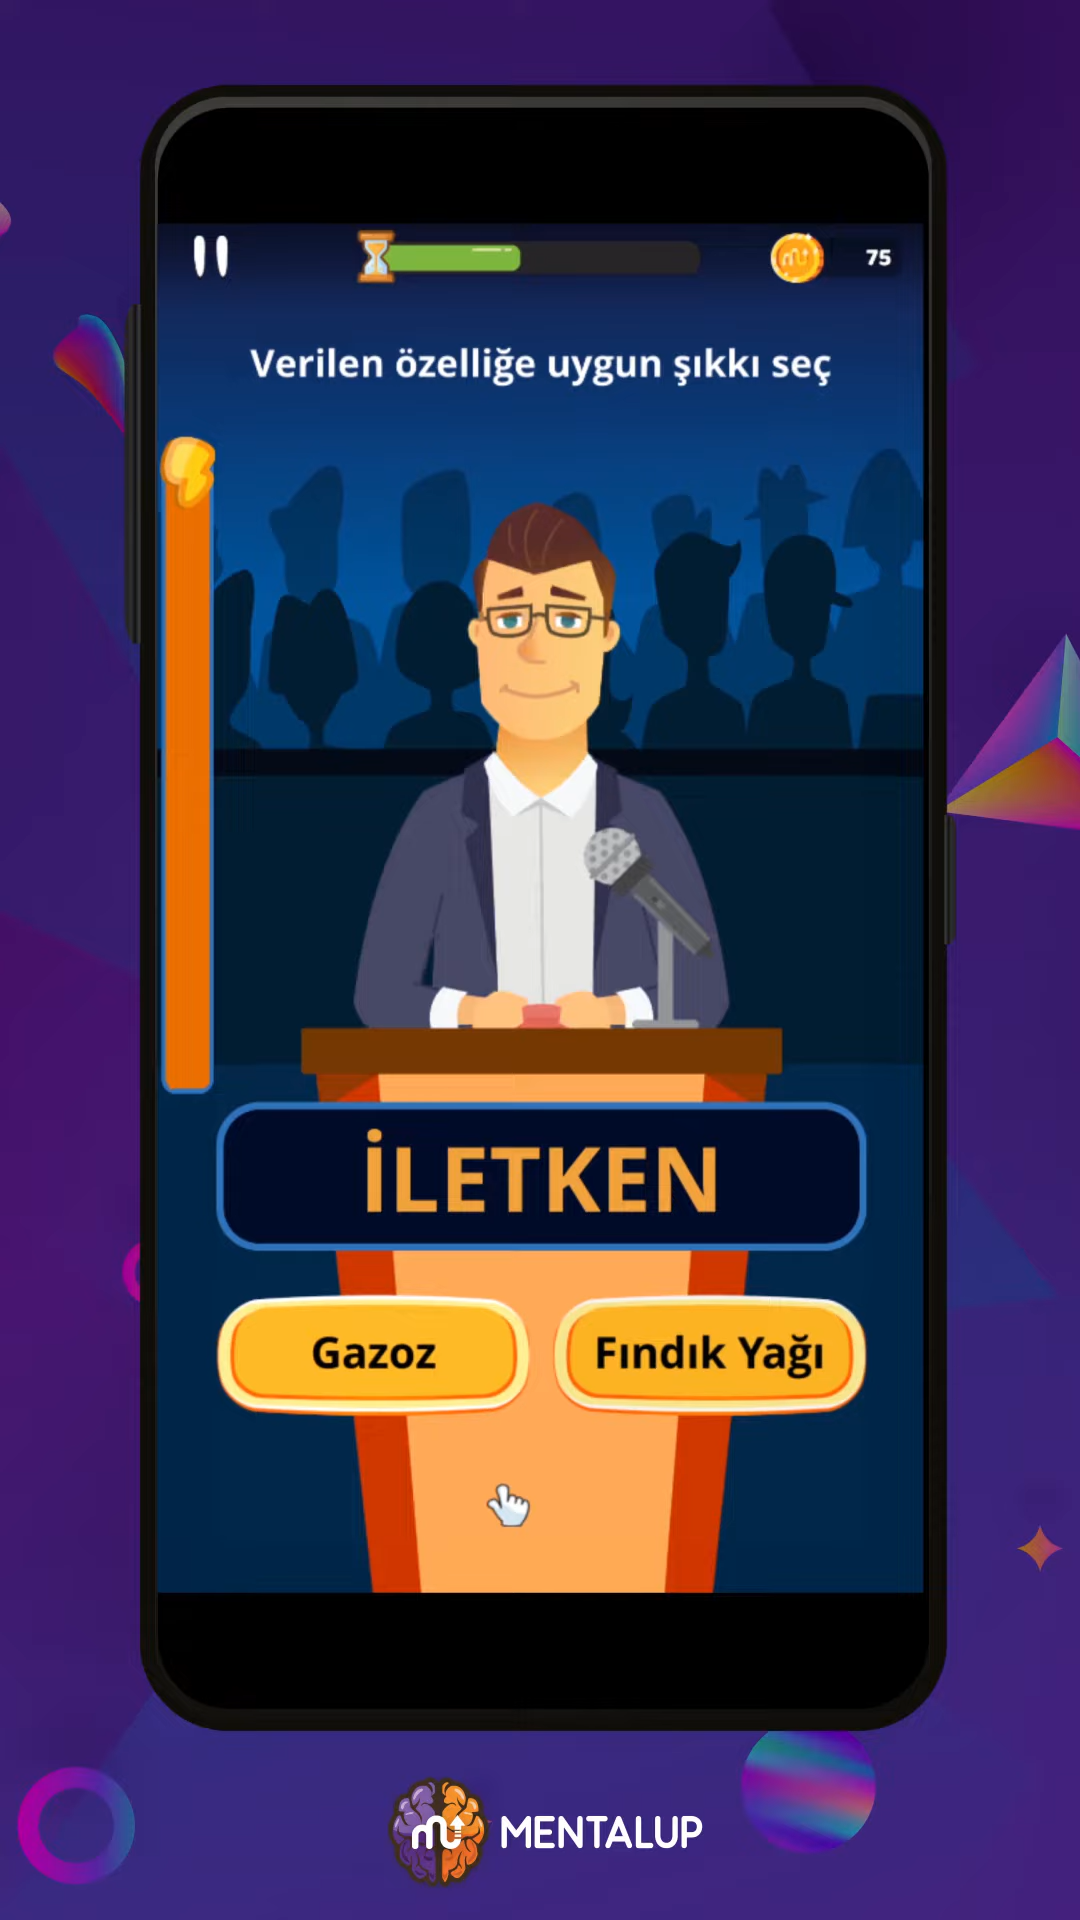 75
Verilen özelliğe uygun şıkkı seç
İLETKEN
Gazoz
Fındık Yağı
MENTALUP